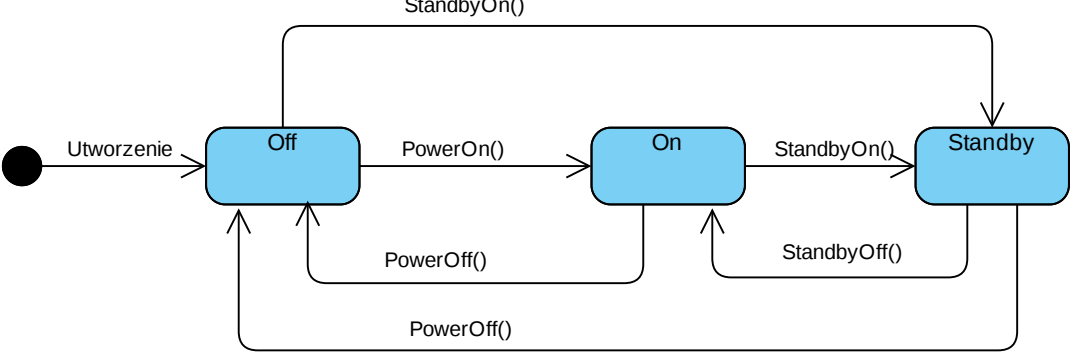 StandbyOn()
Utworzenie
Off
PowerOn()
On
StandbyOn()
Standby
PowerOff()
StandbyOff()
PowerOff()